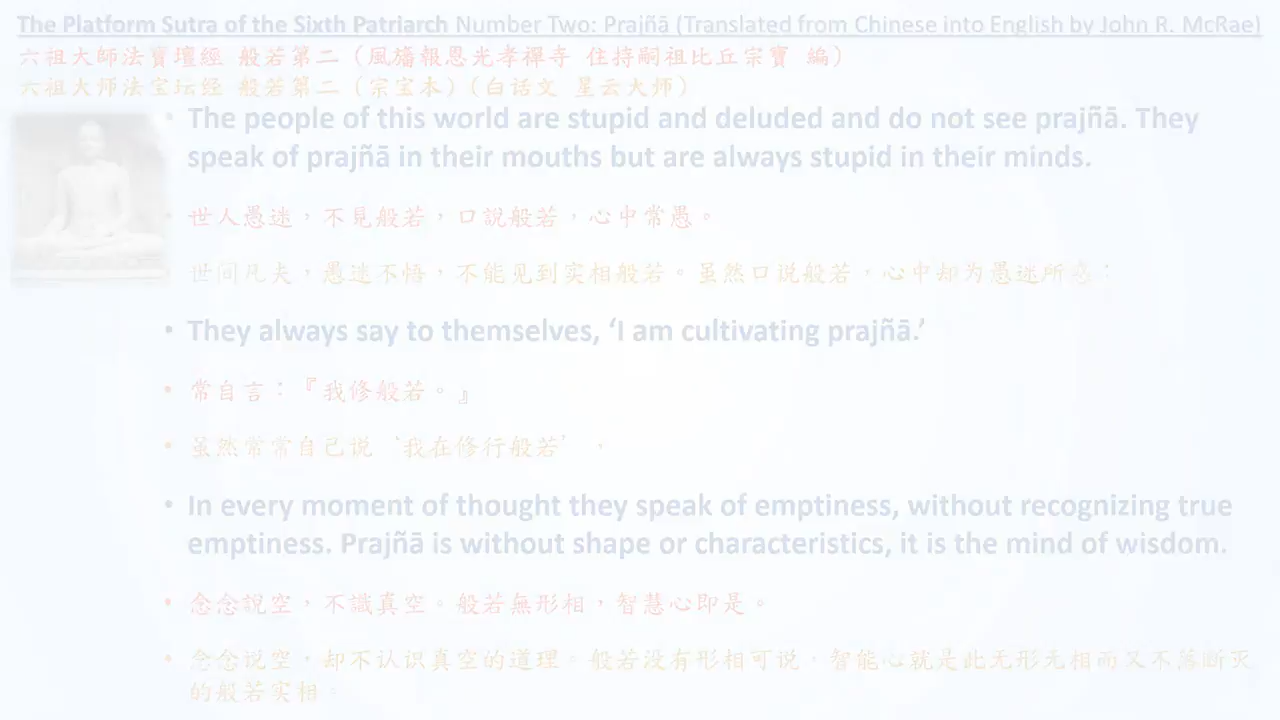 The Platform Sutra of the Sixth Patriarch Number Two: Prajñā (Translated from Chinese into English by John R. McRae)
六祖大師法寶壇經 般若第二（風旛報恩光孝禪寺 住持嗣祖比丘宗寶 編）
六祖大师法宝坛经 般若第二（宗宝本）（白话文 星云大师）
• The people of this world are stupid and deluded and do not see prajñā. They
speak of prajñā in their mouths but are always stupid in their minds.
• 世人愚迷，不見般若，口說般若，心中常愚。
• 世间凡夫，愚迷不悟，不能见到实相般若。虽然口说般若，心中却为愚迷所惑；
• They always say to themselves, ‘I am cultivating prajñā.’
• 常自言：『我修般若。』
• 虽然常常自己说‘我在修行般若’，
• In every moment of thought they speak of emptiness, without recognizing true
emptiness. Prajñā is without shape or characteristics, it is the mind of wisdom.
• 念念說空，不識真空。般若無形相，智慧心即是。
• 念念说空，却不认识真空的道理。般若没有形相可说，智能心就是此无形无相而又不落断灭
的般若实相。